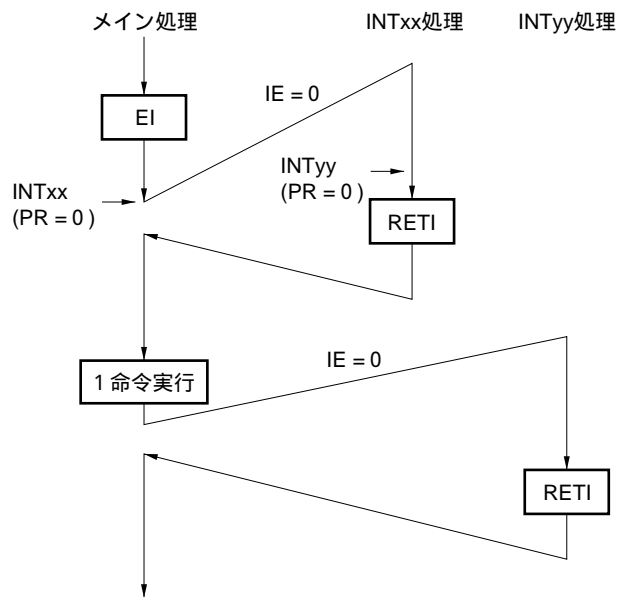 メイン処理
INTxx処理
INTyy処理
EI
IE = 0
INTxx
(PR = 0 )
INTyy
(PR = 0 )
RETI
1 命令実行
IE = 0
RETI